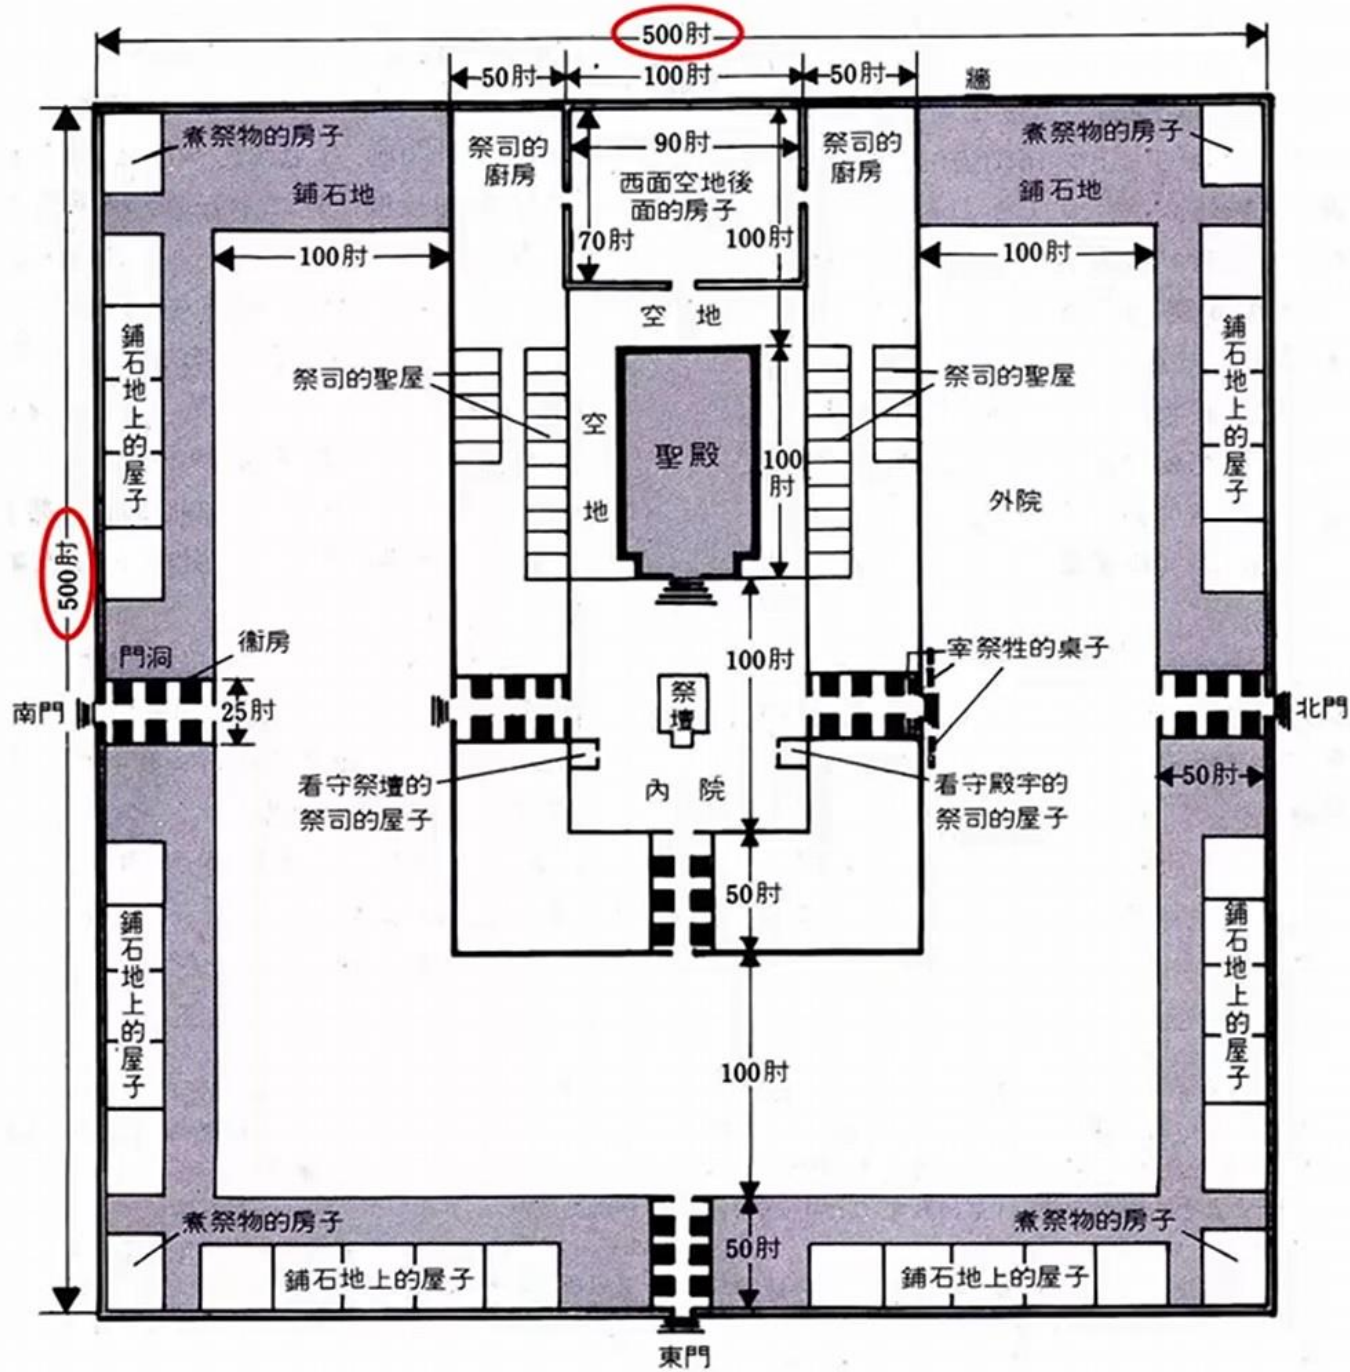 500肘
50肘
100肘
50肘
牆
煮祭物的房子
鋪石地
祭司的
廚房
90肘
西面空地後
面的房子
70肘
100肘
祭司的
廚房
煮祭物的房子
鋪石地
100肘
100肘
空 地
鋪石地上的屋子
祭司的聖屋
空地
聖殿
100肘
祭司的聖屋
外院
鋪石地上的屋子
500肘
門洞
衞房
南門
25肘
100肘
祭壇
宰祭牲的桌子
北門
50肘
看守祭壇的
祭司的屋子
內 院
看守殿宇的
祭司的屋子
50肘
鋪石地上的屋子
鋪石地上的屋子
100肘
煮祭物的房子
鋪石地上的屋子
50肘
煮祭物的房子
鋪石地上的屋子
東門